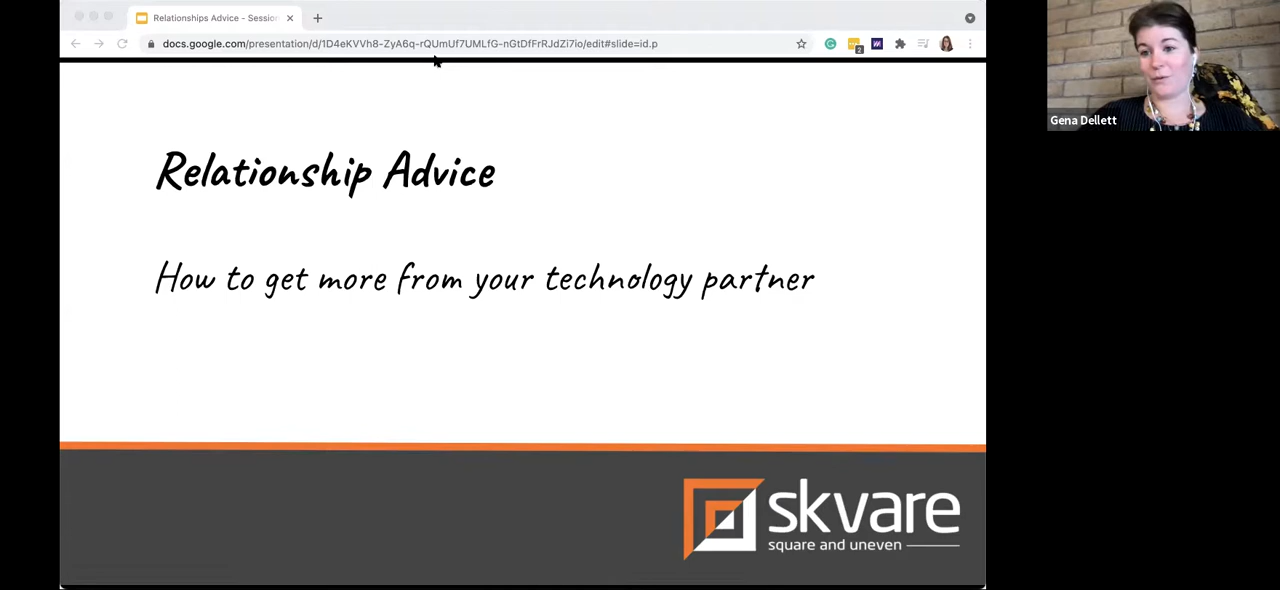 Relationships Advice - Session
docs.google.com/presentation/d/1D4eKVVh8-ZyA6q-rQUmUf7UMLfG-nGtDfFrRJdZi7io/edit#slide=id.p
2
Gena Dellett
Relationship Advice
How to get more from your technology partner
skvare
square and uneven